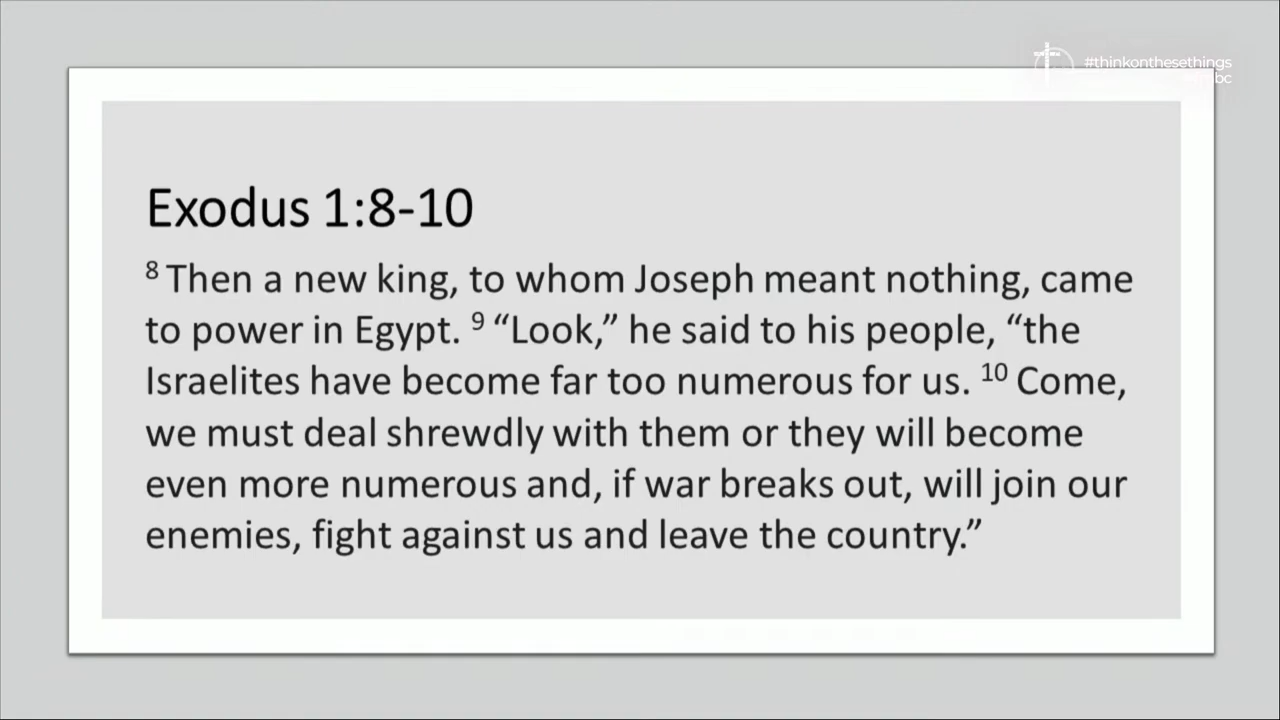 #thinkonthesethings
Exodus 1:8-10
8 Then a new king, to whom Joseph meant nothing, came
to power in Egypt. 9 “Look,” he said to his people, “the
Israelites have become far too numerous for us. 10 Come,
we must deal shrewdly with them or they will become
even more numerous and, if war breaks out, will join our
enemies, fight against us and leave the country.”